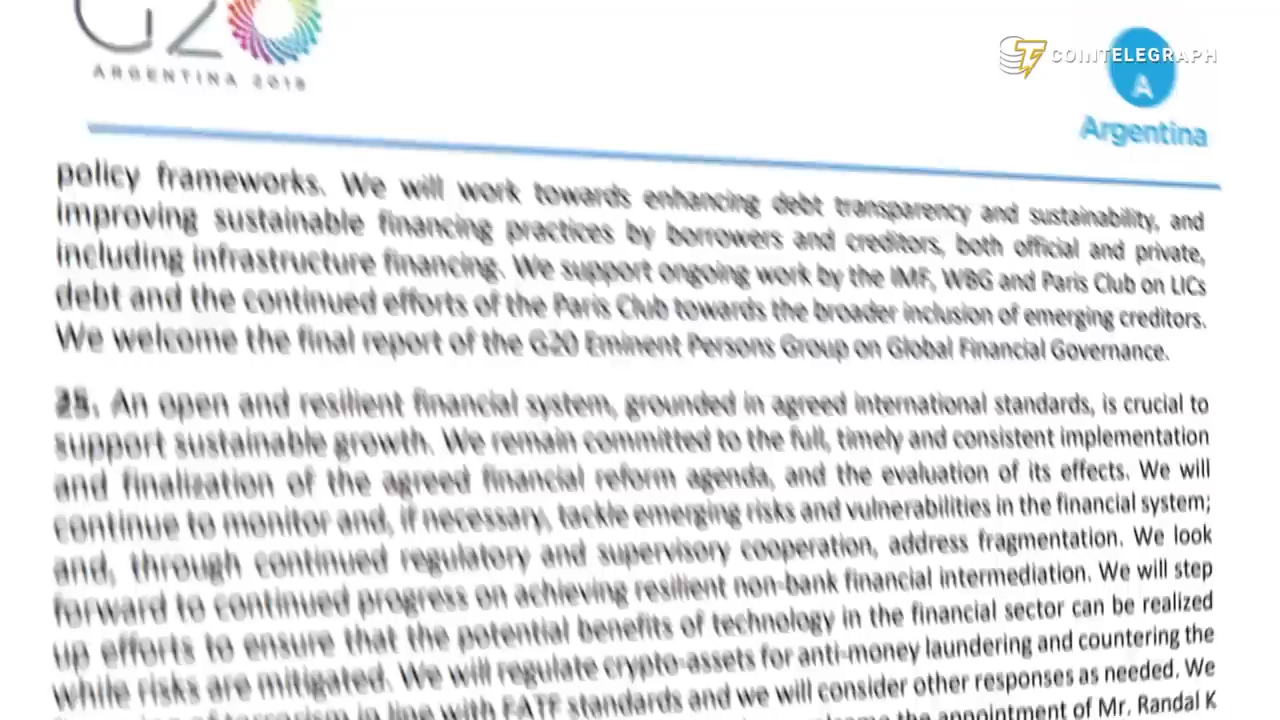 G20
ARGENTINA 2018
COINTELEGRAPH
A
Argentina
policy frameworks. We will work towards enhancing debt transparency and sustainability, and
improving sustainable financing practices by borrowers and creditors, both official and private,
including infrastructure financing. We support ongoing work by the IMF, WBG and Paris Club on LICs
debt and the continued efforts of the Paris Club towards the broader inclusion of emerging creditors.
We welcome the final report of the G20 Eminent Persons Group on Global Financial Governance.
25. An open and resilient financial system, grounded in agreed international standards, is crucial to
support sustainable growth. We remain committed to the full, timely and consistent implementation
and finalization of the agreed financial reform agenda, and the evaluation of its effects. We will
continue to monitor and, if necessary, tackle emerging risks and vulnerabilities in the financial system;
and, through continued regulatory and supervisory cooperation, address fragmentation. We look
forward to continued progress on achieving resilient non-bank financial intermediation. We will step
up efforts to ensure that the potential benefits of technology in the financial sector can be realized
while risks are mitigated. We will regulate crypto-assets for anti-money laundering and countering the
of terrorism in line with FATF standards and we will consider other responses as needed. We
the appointment of Mr. Randal K